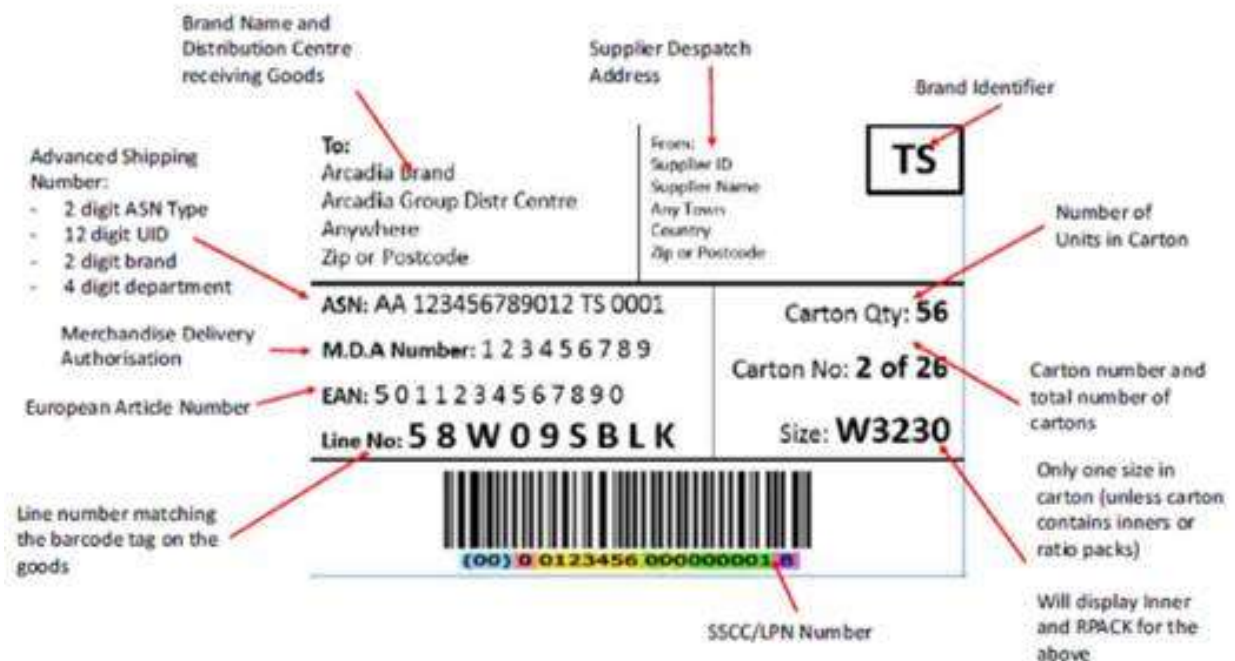 Brand Name and
Distribution Centre
receiving Goods
Supplier Despatch
Address
Brand Identifier
Advanced Shipping
Number:
- 2 digit ASN Type
- 12 digit UID
- 2 digit brand
- 4 digit department
To:
Arcadia Brand
Arcadia Group Distr Centre
Anywhere
Zip or Postcode
From:
Supplier ID
Supplier Name
Any Town
Country
Zip or Postcode
TS
Number of
Units in Carton
ASN: AA 123456789012 TS 0001
Carton Qty: 56
Merchandise Delivery
Authorisation
M.D.A Number: 1 2 3 4 5 6 7 8 9
Carton No: 2 of 26
Carton number and
total number of
cartons
European Article Number
EAN: 5 0 1 1 2 3 4 5 6 7 8 9 0
Line No: 5 8 W 0 9 S B L K
Size: W3230
Only one size in
carton (unless carton
contains inners or
ratio packs)
Line number matching
the barcode tag on the
goods
(00) 0 0123456 000000001 8
SSCC/LPN Number
Will display Inner
and RPACK for the
above